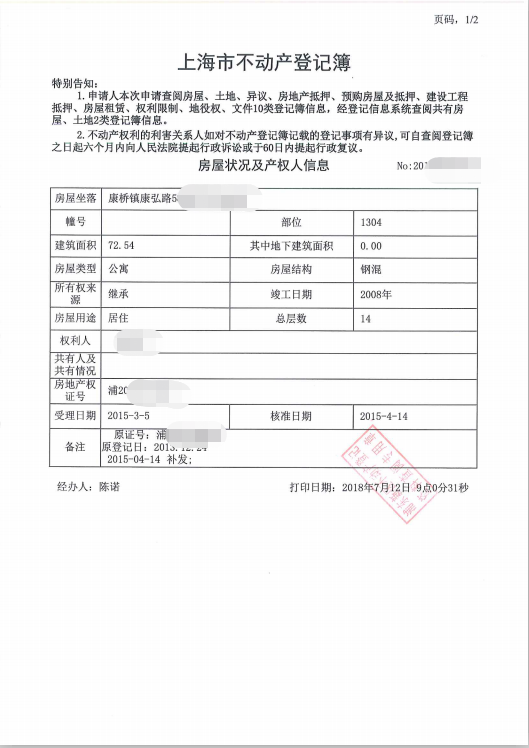 页码，1/2
上海市不动产登记簿
特别告知：
1.申请人本次申请查阅房屋、土地、异议、房地产抵押、预购房屋及抵押、建设工程
抵押、房屋租赁、权利限制、地役权、文件10类登记簿信息，经登记信息系统查阅共有房
屋、土地2类登记簿信息。
2.不动产权利的利害关系人如对不动产登记簿记载的登记事项有异议,可自查阅登记簿
之日起六个月内向人民法院提起行政诉讼或于60日内提起行政复议。
房屋状况及产权人信息
No:201
房屋坐落 康桥镇康弘路5
幢号 部位 1304
建筑面积 72.54 其中地下建筑面积 0.00
房屋类型 公寓 房屋结构 钢混
所有权来源 继承 竣工日期 2008年
房屋用途 居住 总层数 14
权利人
共有人及共有情况
房地产权证号 浦20
受理日期 2015-3-5 核准日期 2015-4-14
备注 原证号: 浦
原登记日: 2013.12.24
2015-04-14 补发;
经办人: 陈诺 打印日期: 2018年7月12日 9点0分31秒